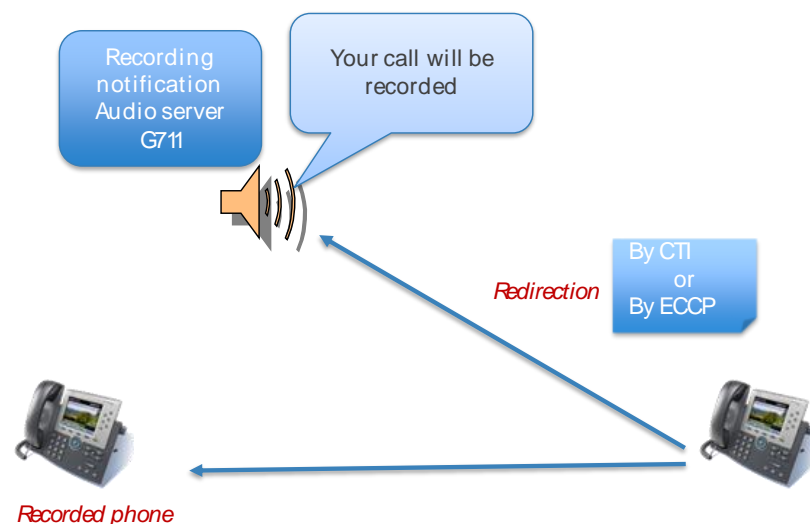 Recording
notification
Audio server
G711
Your call will be
recorded
By CTI
or
By ECCP
Redirection
Recorded phone